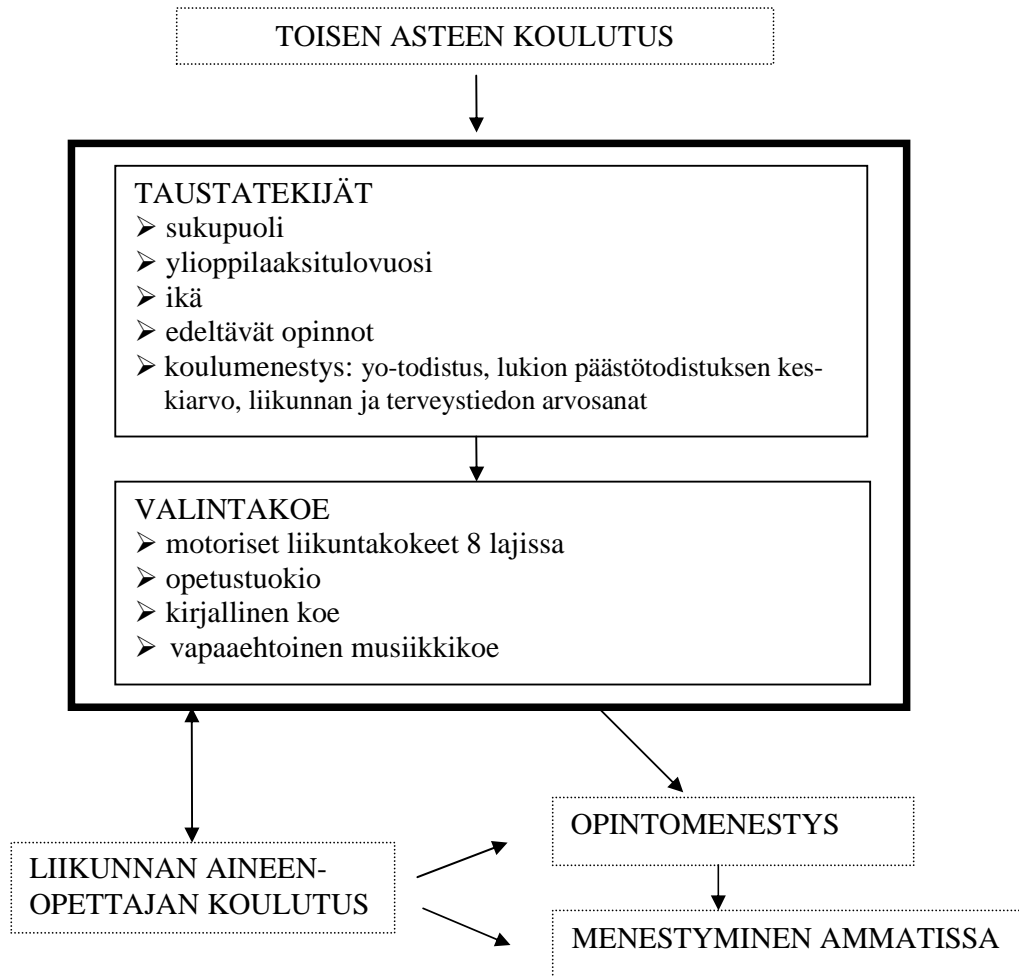 TOISEN ASTEEN KOULUTUS
TAUSTATEKIJÄT
➢ sukupuoli
➢ ylioppilaaksitulovuosi
➢ ikä
➢ edeltävät opinnot
➢ koulumenestys: yo-todistus, lukion päästötodistuksen kes-
kiarvo, liikunnan ja terveystiedon arvosanat
VALINTAKOE
➢ motoriset liikuntakokeet 8 lajissa
➢ opetustuokio
➢ kirjallinen koe
➢ vapaaehtoinen musiikkikoe
OPINTOMENESTYS
LIIKUNNAN AINEEN-
OPETTAJAN KOULUTUS
MENESTYMINEN AMMATISSA